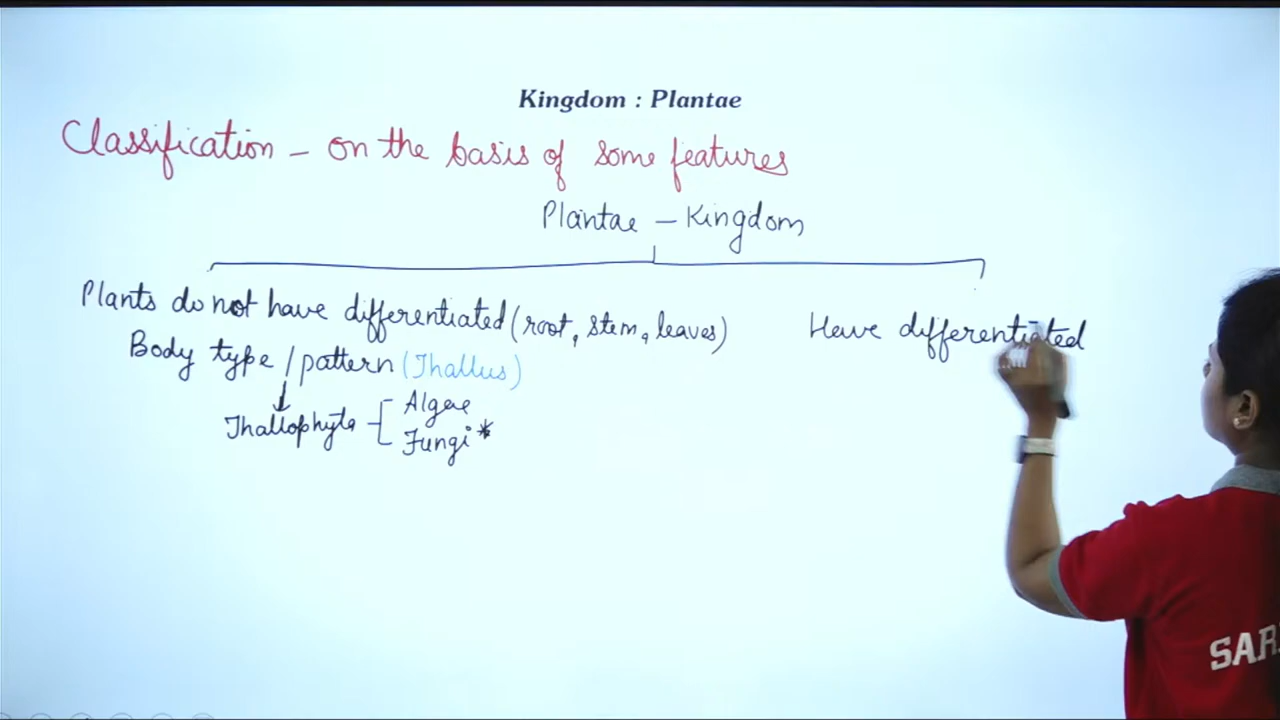 Kingdom : Plantae
Classification – on the basis of some features
Plantae – Kingdom
Plants do not have differentiated (root, stem, leaves)
Body type / pattern (Thallus)
Thallophyta
Algae
Fungi *
Have differentiated
SAR